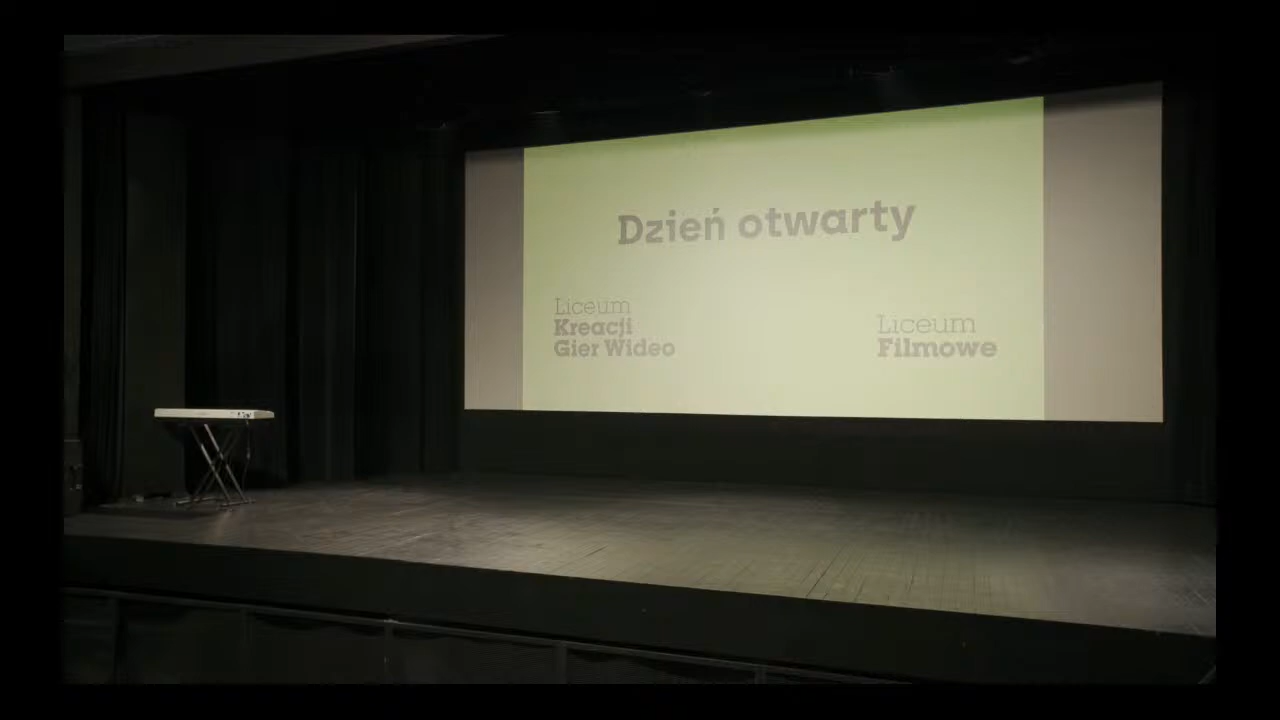 Dzień otwarty
Liceum
Kreacji
Gier Wideo
Liceum
Filmowe